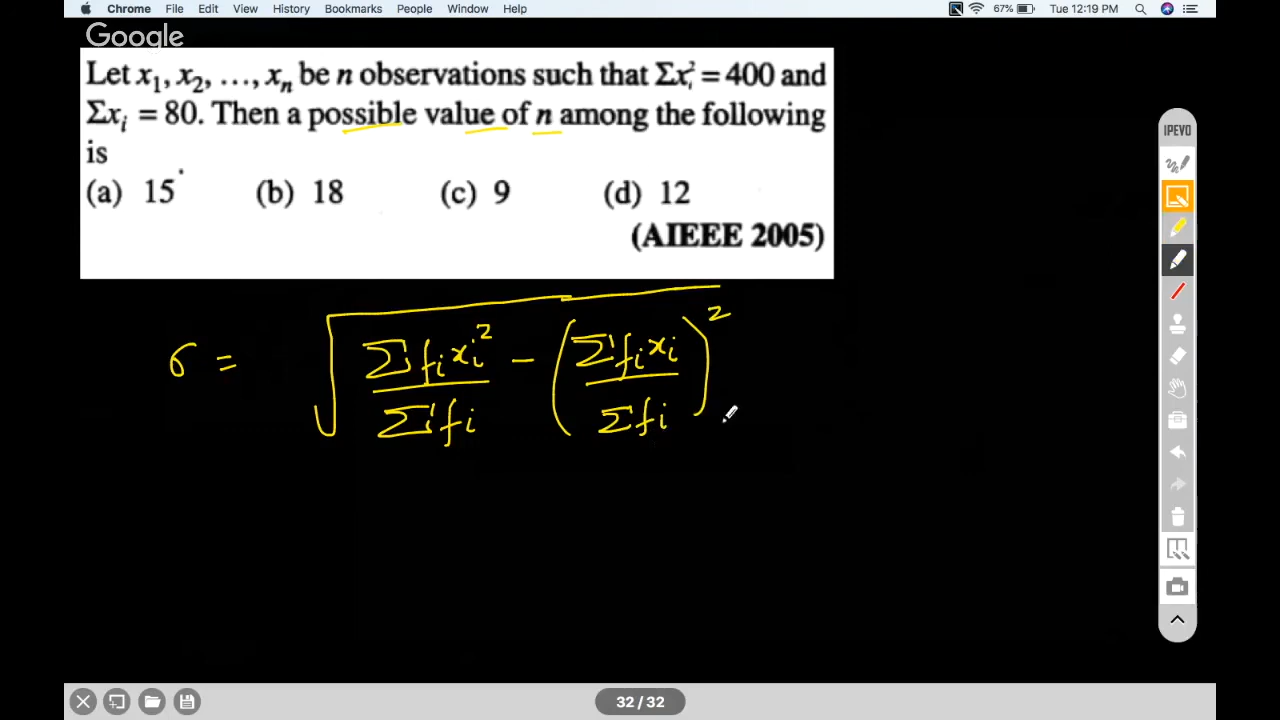 Chrome File Edit View History Bookmarks People Window Help 67% Tue 12:19 PM
Google
Let x₁, x₂, ..., xₙ be n observations such that Σxᵢ² = 400 and
Σxᵢ = 80. Then a possible value of n among the following
is
(a) 15 (b) 18 (c) 9 (d) 12
(AIEEE 2005)
IPEVO
σ = √(Σfᵢxᵢ²/Σfᵢ − (Σfᵢxᵢ/Σfᵢ)²)
32 / 32